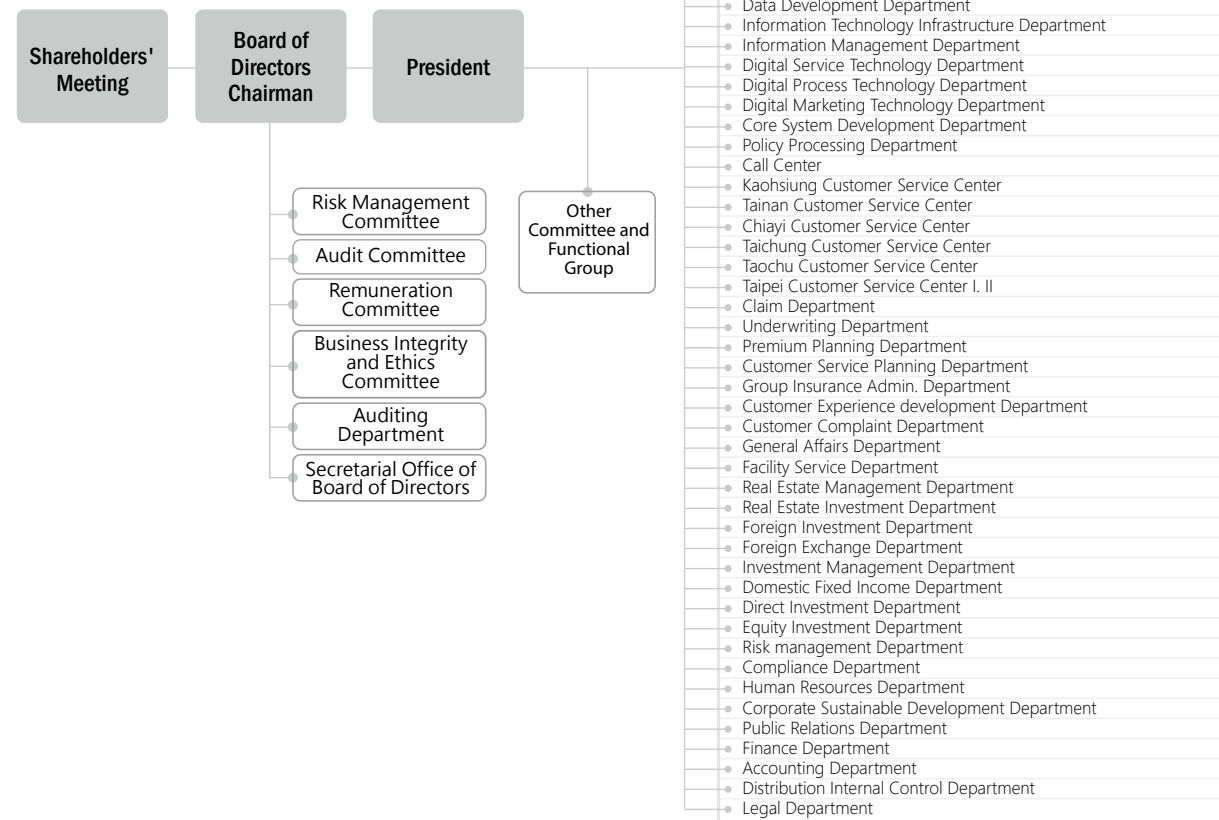 Shareholders'
Meeting
Board of
Directors
Chairman
President
Risk Management
Committee
Audit Committee
Remuneration
Committee
Business Integrity
and Ethics
Committee
Auditing
Department
Secretarial Office of
Board of Directors
Other
Committee and
Functional
Group
Data Development Department
Information Technology Infrastructure Department
Information Management Department
Digital Service Technology Department
Digital Process Technology Department
Digital Marketing Technology Department
Core System Development Department
Policy Processing Department
Call Center
Kaohsiung Customer Service Center
Tainan Customer Service Center
Chiayi Customer Service Center
Taichung Customer Service Center
Taochu Customer Service Center
Taipei Customer Service Center I. II
Claim Department
Underwriting Department
Premium Planning Department
Customer Service Planning Department
Group Insurance Admin. Department
Customer Experience development Department
Customer Complaint Department
General Affairs Department
Facility Service Department
Real Estate Management Department
Real Estate Investment Department
Foreign Investment Department
Foreign Exchange Department
Investment Management Department
Domestic Fixed Income Department
Direct Investment Department
Equity Investment Department
Risk management Department
Compliance Department
Human Resources Department
Corporate Sustainable Development Department
Public Relations Department
Finance Department
Accounting Department
Distribution Internal Control Department
Legal Department